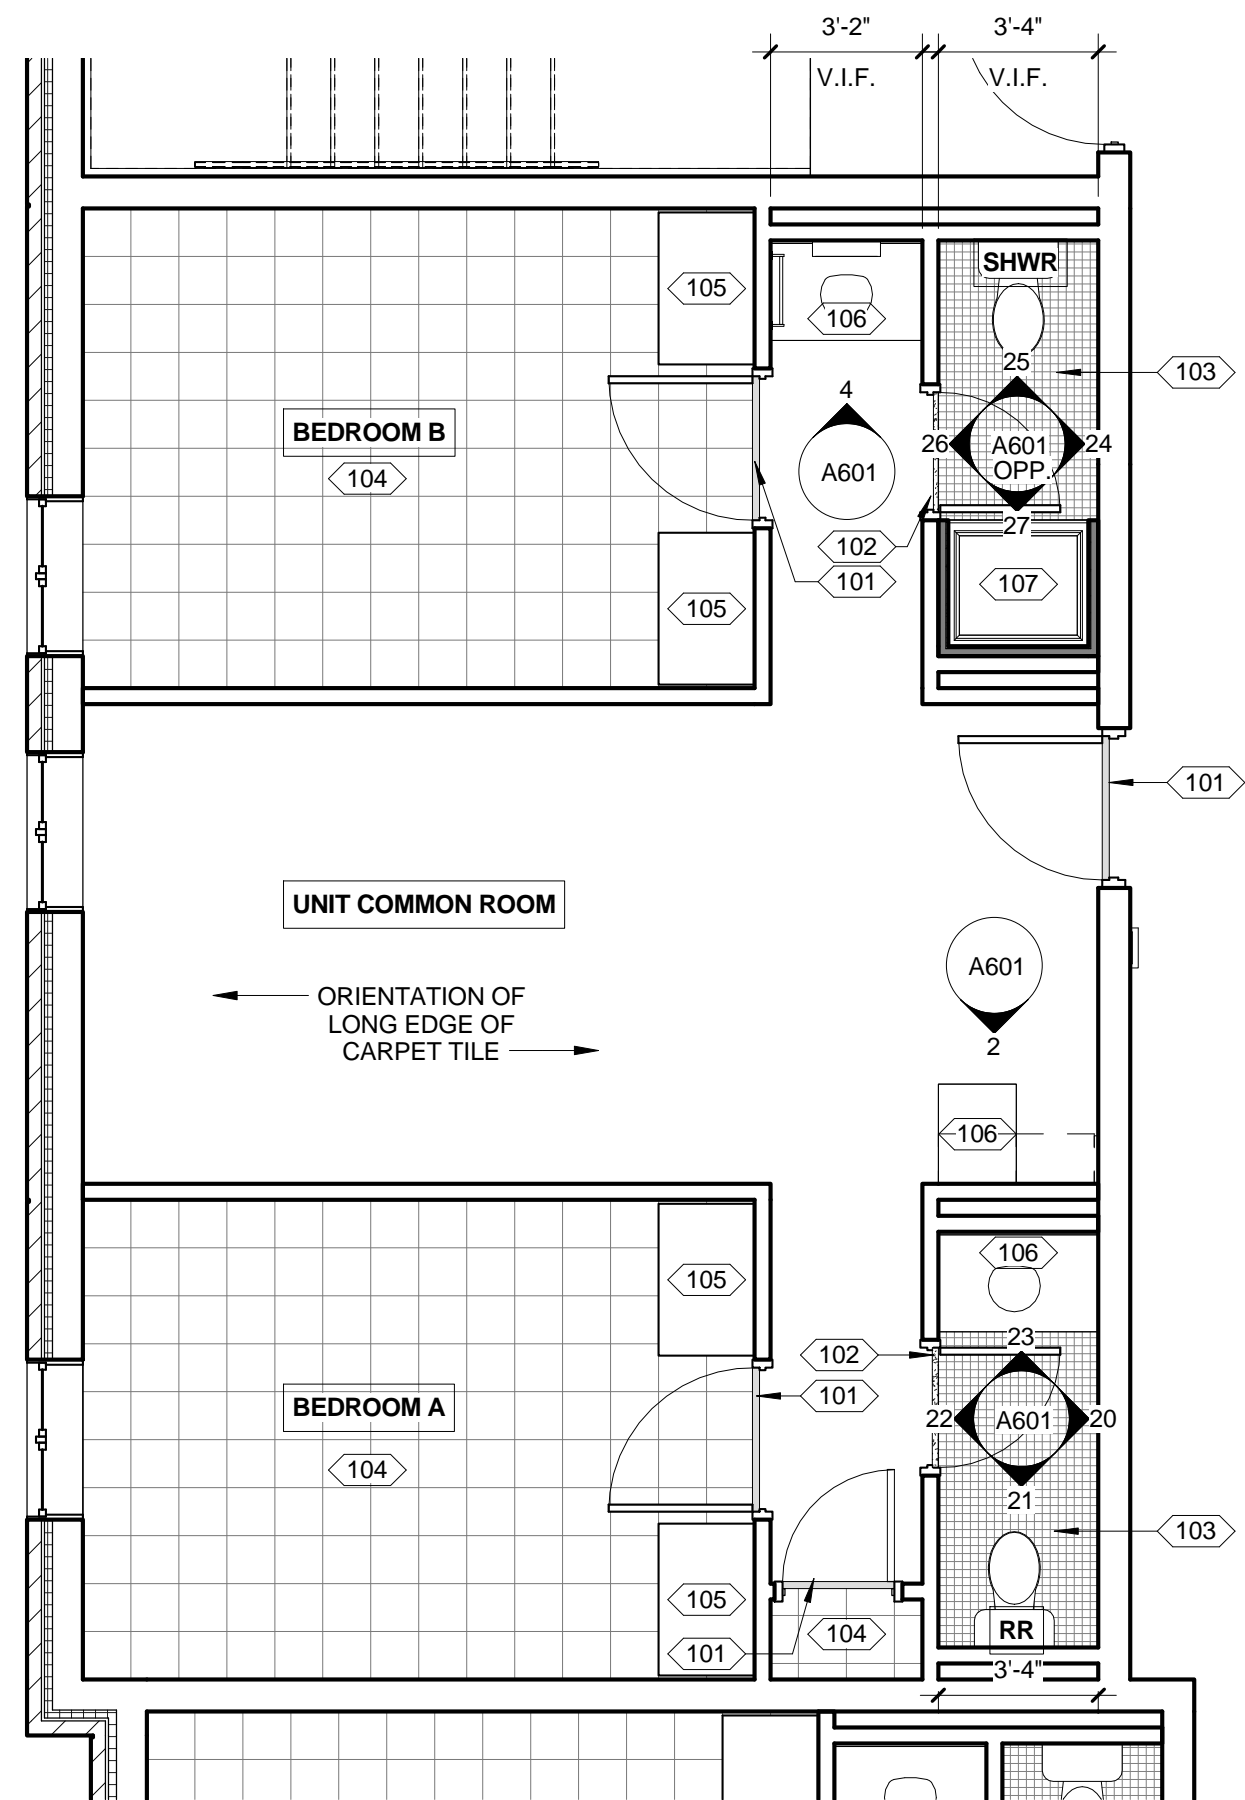 3'-2"
3'-4"
V.I.F.
V.I.F.
SHWR
105
106
25
103
4
BEDROOM B
26
A601
OPP.
24
104
A601
27
102
101
107
105
101
UNIT COMMON ROOM
A601
ORIENTATION OF
LONG EDGE OF
CARPET TILE
2
106
106
105
23
102
101
BEDROOM A
22
A601
20
104
21
103
105
104
RR
101
3'-4"